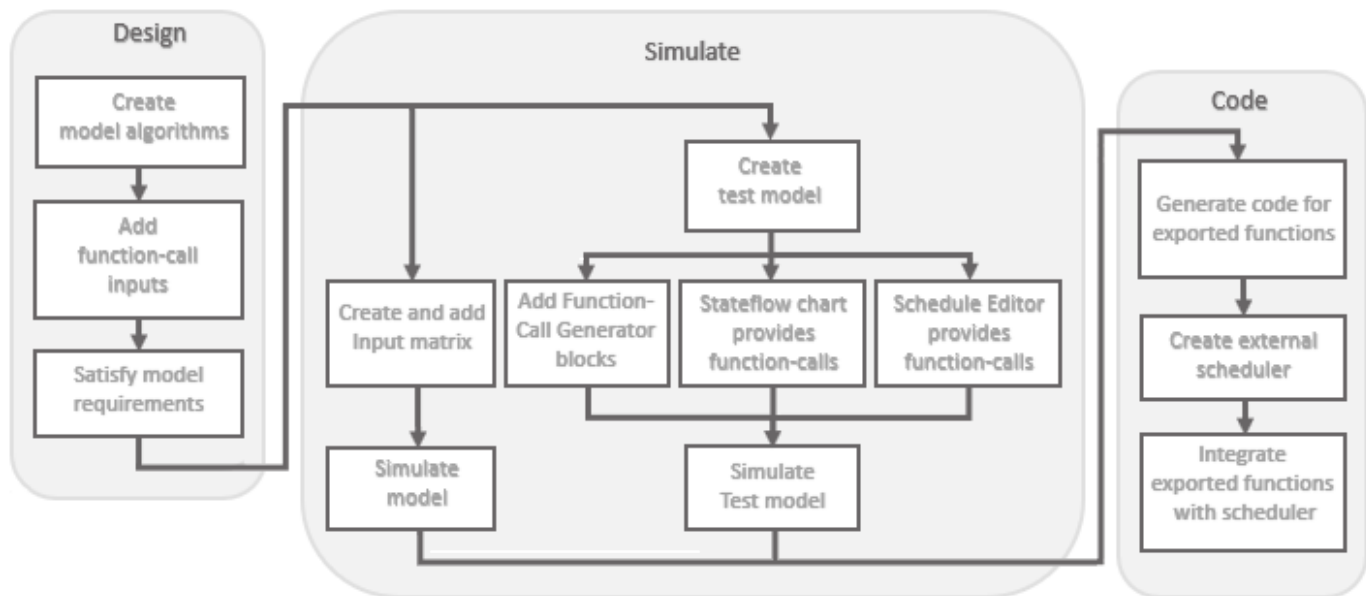 Design
Create
model algorithms
Add
function-call
inputs
Satisfy model
requirements
Simulate
Create
test model
Create and add
Input matrix
Add Function-
Call Generator
blocks
Stateflow chart
provides
function-calls
Schedule Editor
provides
function-calls
Simulate
model
Simulate
Test model
Code
Generate code for
exported functions
Create external
scheduler
Integrate
exported functions
with scheduler